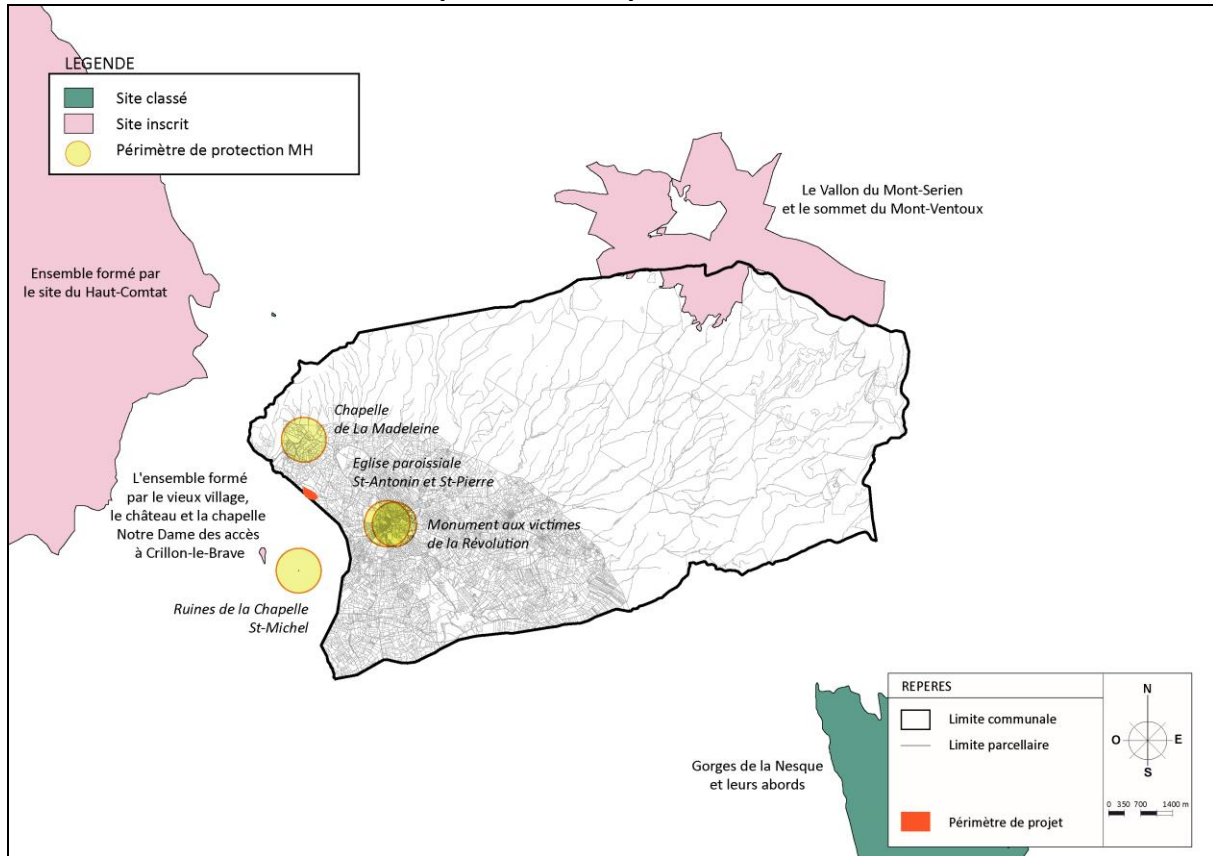 LEGENDE
Site classé
Site inscrit
Périmètre de protection MH
Le Vallon du Mont-Serien
et le sommet du Mont-Ventoux
Ensemble formé par
le site du Haut-Comtat
Chapelle
de La Madeleine
Eglise paroissiale
St-Antonin et St-Pierre
L'ensemble formé
par le vieux village,
le château et la chapelle
Notre Dame des accès
à Crillon-le-Brave
Monument aux victimes
de la Révolution
Ruines de la Chapelle
St-Michel
Gorges de la Nesque
et leurs abords
REPERES
Limite communale
Limite parcellaire
Périmètre de projet
N
O E
S
0 350 700 1400 m